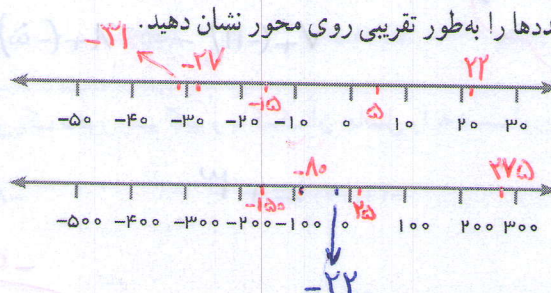 ددها را به‌طور تقریبی روی محور نشان دهید.
-۳۱ -۲۷ -۱۵ ۵ ۲۲
-۵۰ -۴۰ -۳۰ -۲۰ -۱۰ ۰ ۱۰ ۲۰ ۳۰
-۸۰ ۲۷۵
-۱۵۰ ۲۵
-۵۰۰ -۴۰۰ -۳۰۰ -۲۰۰ -۱۰۰ ۰ ۱۰۰ ۲۰۰ ۳۰۰
-۲۲